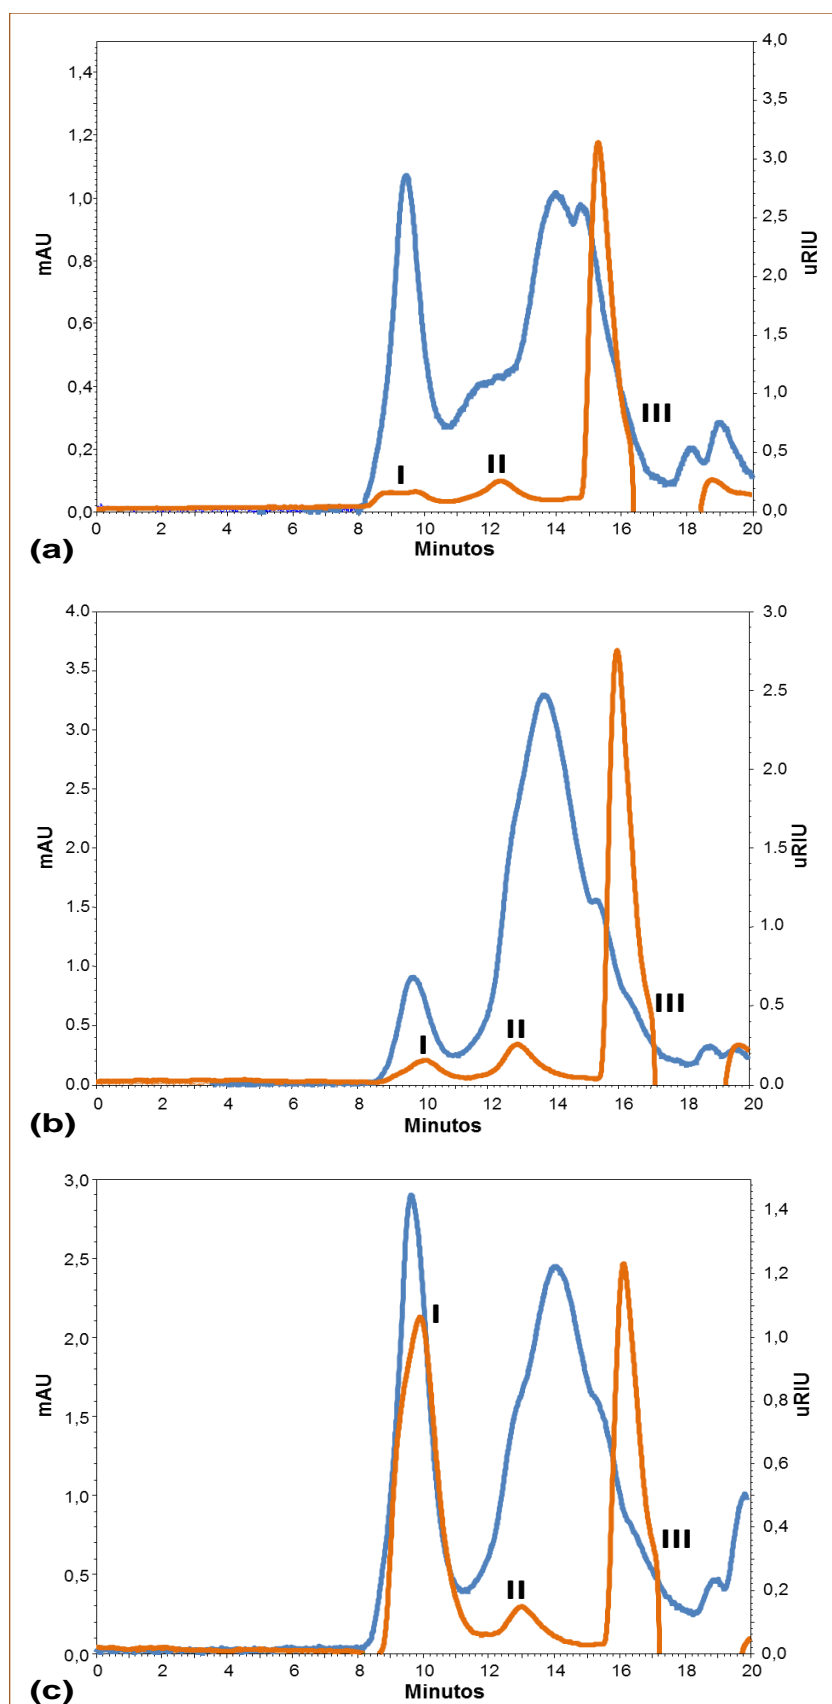 4,0
1,4
3,5
1,2
3,0
1,0
2,5
mAU
0,8
2,0
uRIU
0,6
1,5
0,4
1,0
III
0,2
0,5
I
II
0,0
0,0
0 2 4 6 8 10 12 14 16 18 20
(a)
Minutos
4.0
3.0
3.5
2.5
3.0
2.5
2.0
mAU
2.0
1.5
uRIU
1.5
1.0
1.0
0.5
III
0.5
I
II
0.0
0.0
0 2 4 6 8 10 12 14 16 18 20
(b)
Minutos
3,0
1,4
2,5
1,2
I
2,0
1,0
mAU
1,5
0,8
uRIU
1,0
0,6
0,4
III
0,5
0,2
II
0,0
0,0
0 2 4 6 8 10 12 14 16 18 20
(c)
Minutos